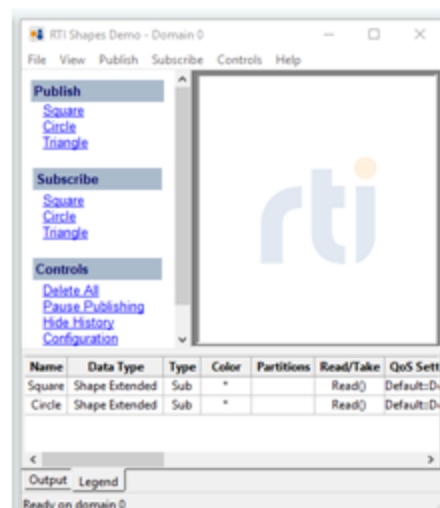 RTI Shapes Demo - Domain 0
File View Publish Subscribe Controls Help
Publish
Square
Circle
Triangle
Subscribe
Square
Circle
Triangle
Controls
Delete All
Pause Publishing
Hide History
Configuration
rti
Name Data Type Type Color Partitions Read/Take QoS Sett
Square Shape Extended Sub * Read() Default::D
Circle Shape Extended Sub * Read() Default::D
Output Legend
Ready on domain 0